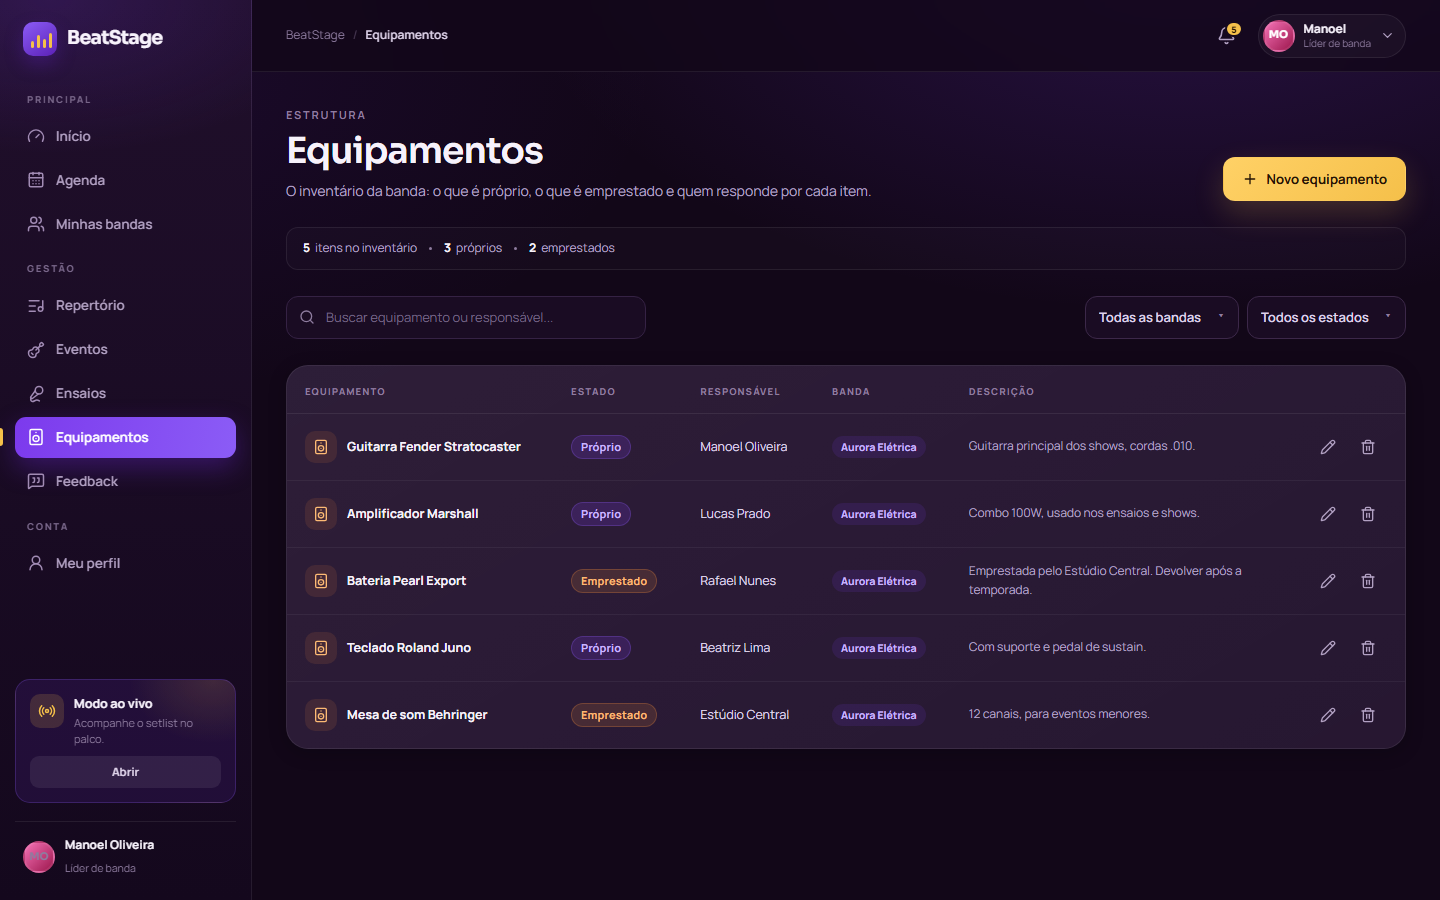 BeatStage
PRINCIPAL
Início
Agenda
Minhas bandas
GESTÃO
Repertório
Eventos
Ensaios
Equipamentos
Feedback
CONTA
Meu perfil
Modo ao vivo
Acompanhe o setlist no
palco.
Abrir
MO
Manoel Oliveira
Líder de banda
BeatStage / Equipamentos
5
MO
Manoel
Líder de banda
ESTRUTURA
Equipamentos
O inventário da banda: o que é próprio, o que é emprestado e quem responde por cada item.
+ Novo equipamento
5 itens no inventário • 3 próprios • 2 emprestados
Buscar equipamento ou responsável...
Todas as bandas
Todos os estados
EQUIPAMENTO ESTADO RESPONSÁVEL BANDA DESCRIÇÃO
Guitarra Fender Stratocaster Próprio Manoel Oliveira Aurora Elétrica Guitarra principal dos shows, cordas .010.
Amplificador Marshall Próprio Lucas Prado Aurora Elétrica Combo 100W, usado nos ensaios e shows.
Bateria Pearl Export Emprestado Rafael Nunes Aurora Elétrica Emprestada pelo Estúdio Central. Devolver após a
temporada.
Teclado Roland Juno Próprio Beatriz Lima Aurora Elétrica Com suporte e pedal de sustain.
Mesa de som Behringer Emprestado Estúdio Central Aurora Elétrica 12 canais, para eventos menores.